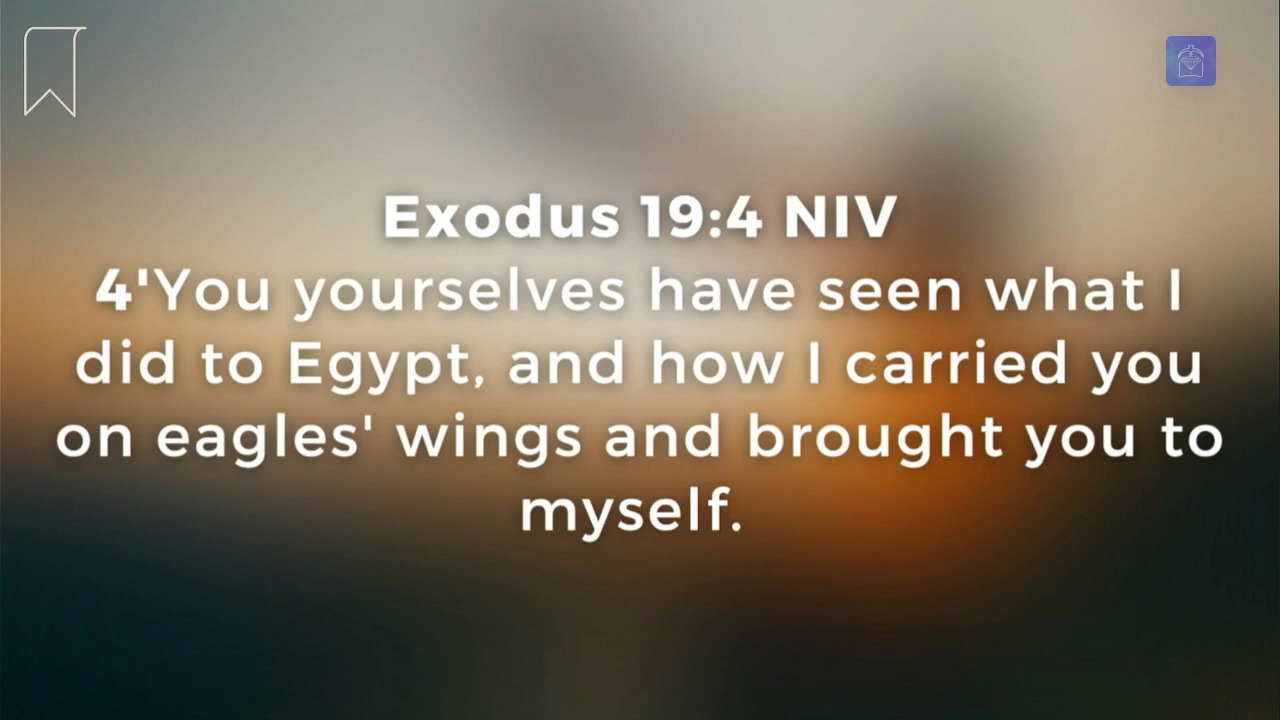 Exodus 19:4 NIV
4'You yourselves have seen what I
did to Egypt, and how I carried you
on eagles' wings and brought you to
myself.